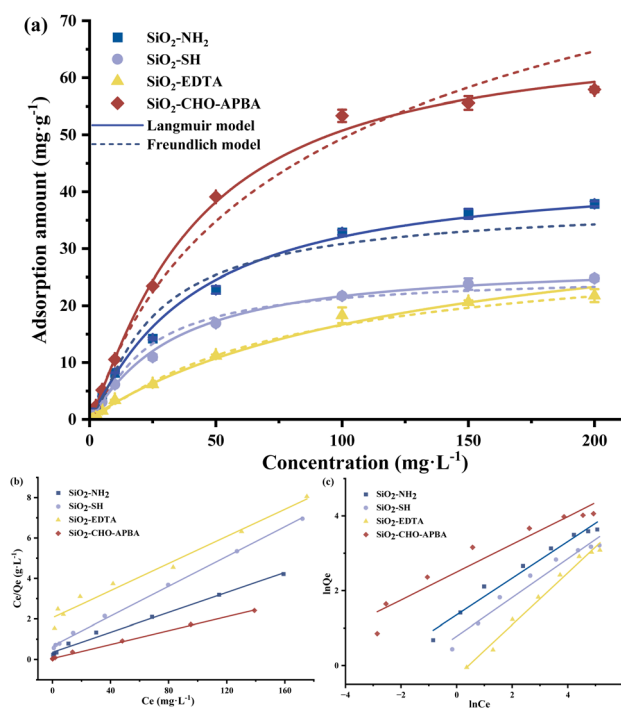 (a)
SiO₂-NH₂
SiO₂-SH
SiO₂-EDTA
SiO₂-CHO-APBA
Langmuir model
Freundlich model
Adsorption amount (mg·g⁻¹)
70
60
50
40
30
20
10
0
0 50 100 150 200
Concentration (mg·L⁻¹)
(b)
SiO₂-NH₂
SiO₂-SH
SiO₂-EDTA
SiO₂-CHO-APBA
Ce/Qe (g·L⁻¹)
8
6
4
2
0
0 40 80 120 160
Ce (mg·L⁻¹)
(c)
SiO₂-NH₂
SiO₂-SH
SiO₂-EDTA
SiO₂-CHO-APBA
lnQe
4
2
0
−4 −2 0 2 4 6
lnCe